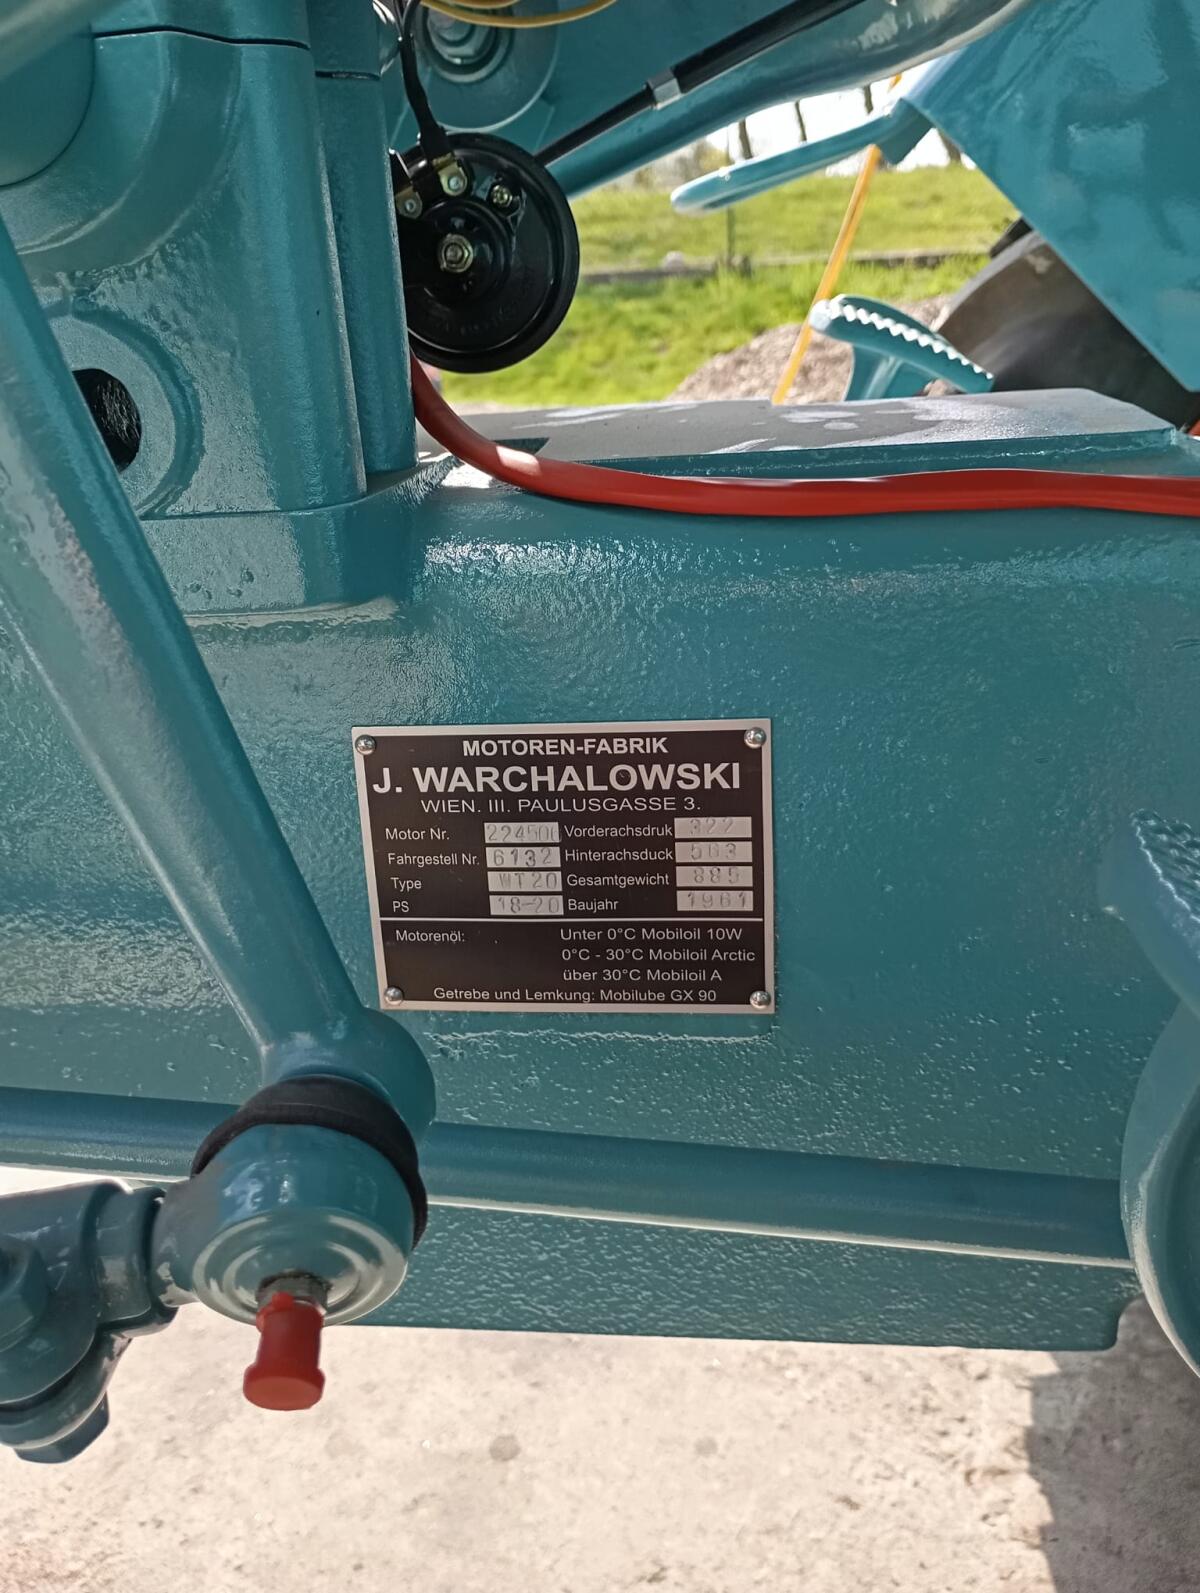 MOTOREN-FABRIK
J. WARCHALOWSKI
WIEN. III. PAULUSGASSE 3.
Motor Nr. Vorderachsdruk 322
Fahrgestell Nr. 6132 Hinterachsduck 563
Type WT20 Gesamtgewicht 885
PS 18-20 Baujahr 1961
Motorenöl: Unter 0°C Mobiloil 10W
0°C - 30°C Mobiloil Arctic
über 30°C Mobiloil A
Getrebe und Lemkung: Mobilube GX 90